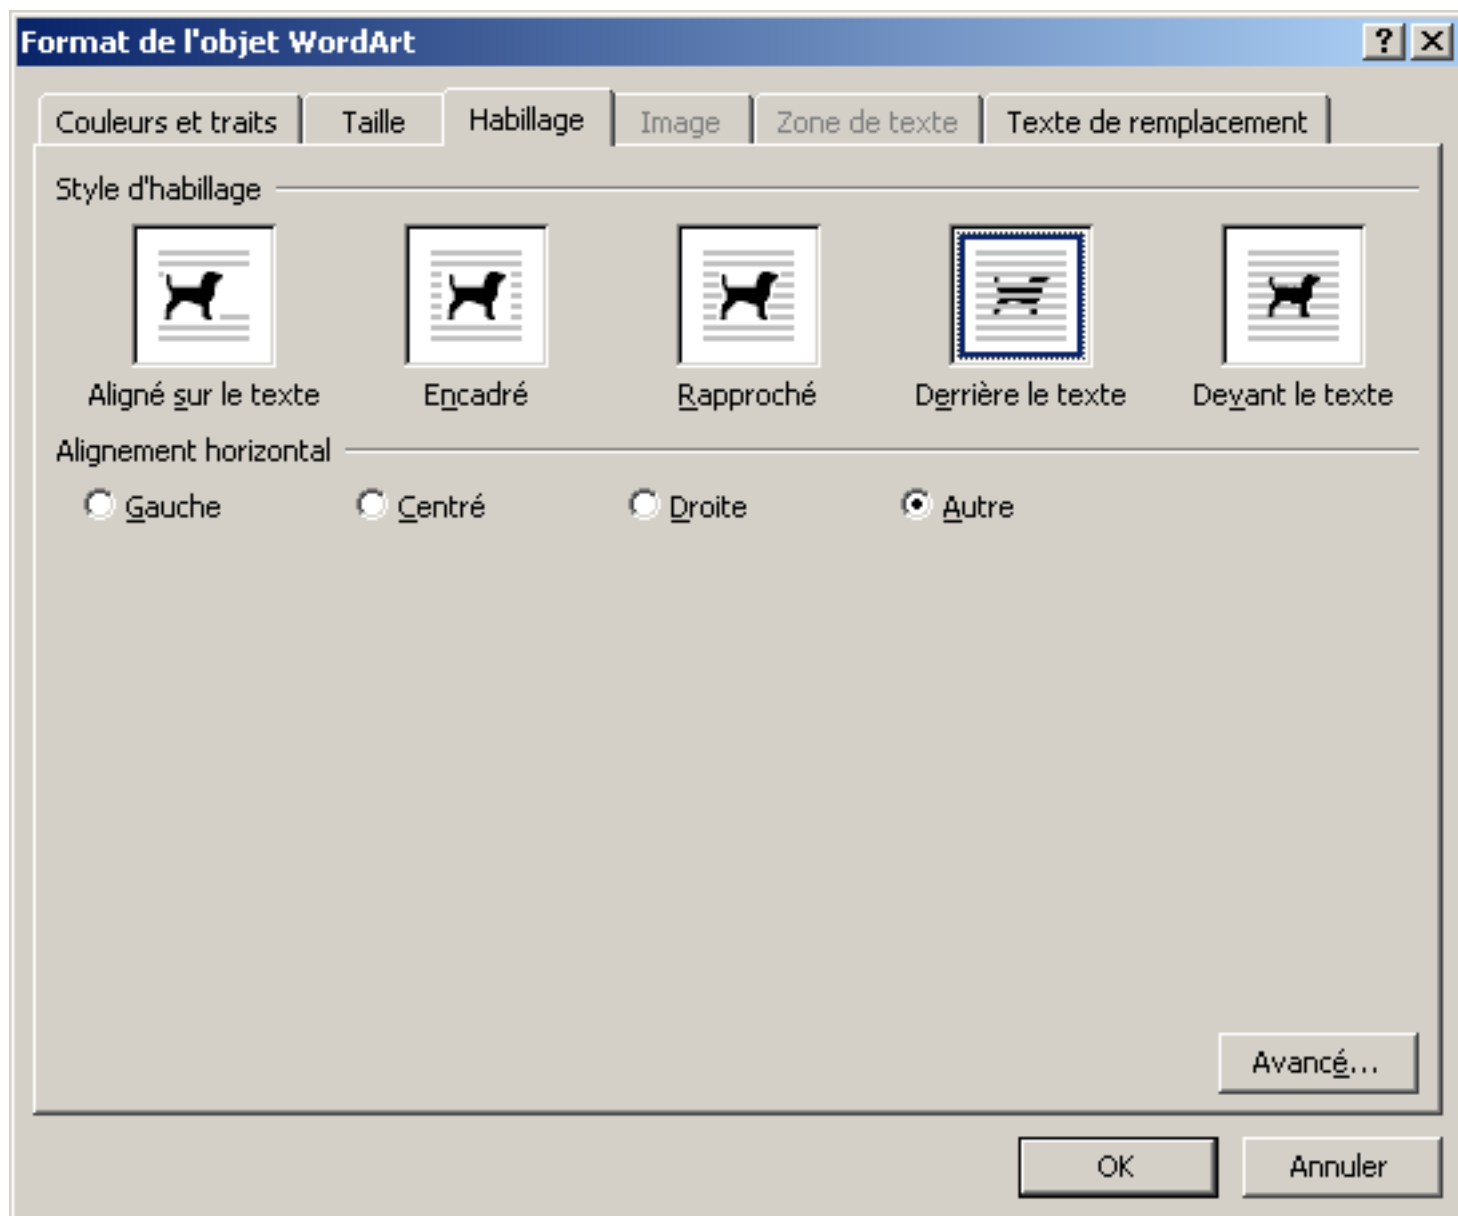 Format de l'objet WordArt
Couleurs et traits Taille Habillage Image Zone de texte Texte de remplacement
Style d'habillage
Aligné sur le texte Encadré Rapproché Derrière le texte Devant le texte
Alignement horizontal
Gauche Centré Droite Autre
Avancé...
OK Annuler